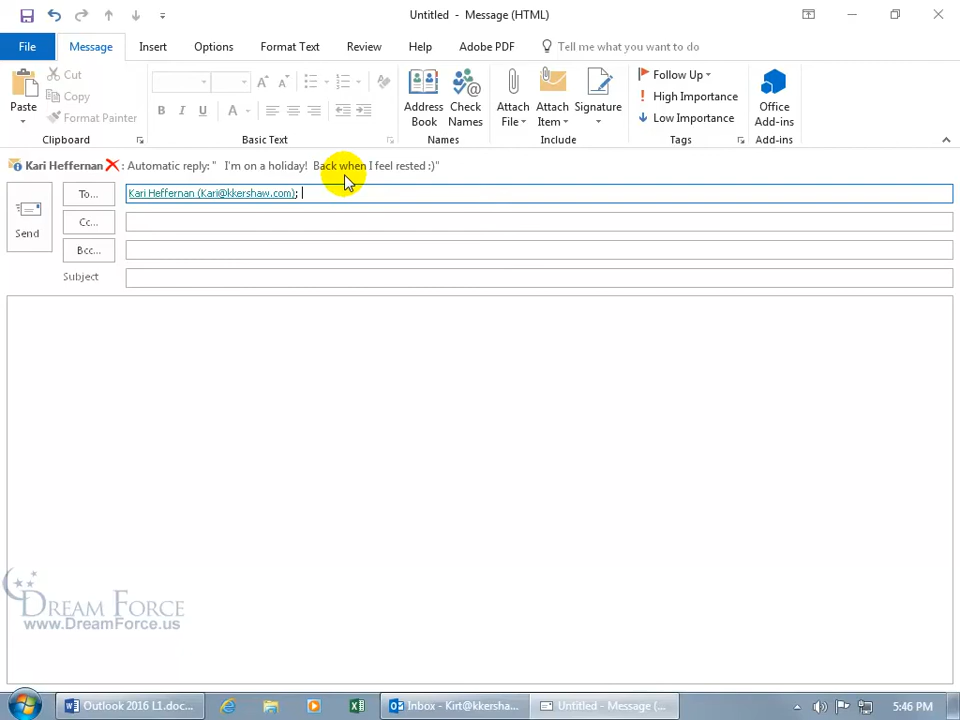 Untitled - Message (HTML)
File Message Insert Options Format Text Review Help Adobe PDF Tell me what you want to do
Paste
Cut
Copy
Format Painter
Clipboard
B I U A
Basic Text
Address Book
Check Names
Names
Attach File
Attach Item
Signature
Include
Follow Up
High Importance
Low Importance
Tags
Office Add-ins
Add-ins
Kari Heffernan : Automatic reply: " I'm on a holiday! Back when I feel rested :)"
Send
To... Kari Heffernan (Kari@kkershaw.com);
Cc...
Bcc...
Subject
DREAM FORCE
www.DreamForce.us
Outlook 2016 L1.doc... Inbox - Kirt@kkersha... Untitled - Message (... 5:46 PM